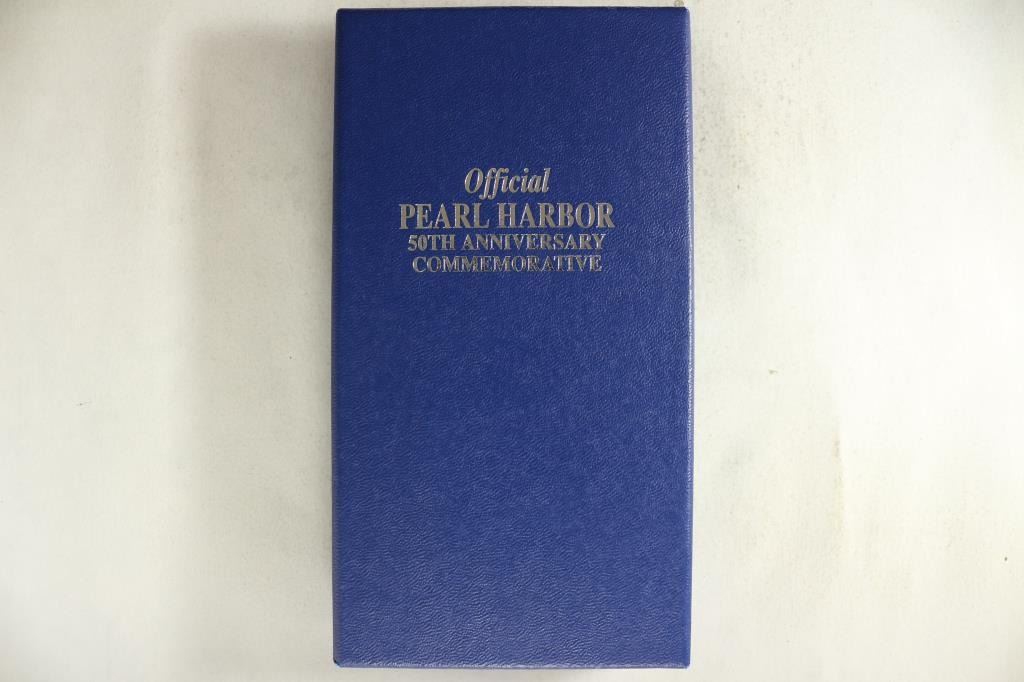 Official
PEARL HARBOR
50TH ANNIVERSARY
COMMEMORATIVE